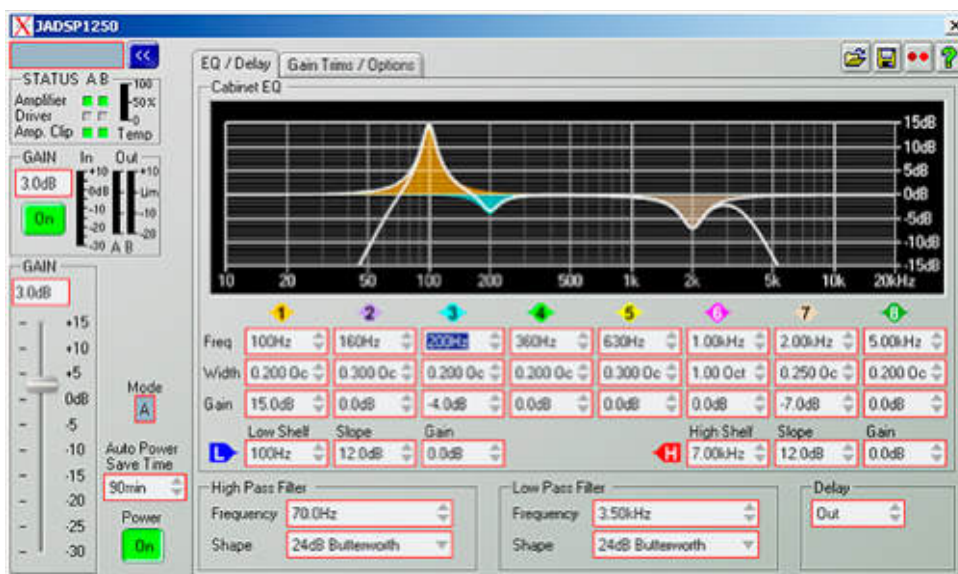 JADSP1250
<<
STATUS A B
100
50%
0
Amplifier
Driver
Amp. Clip
Temp
GAIN In Out
3.0dB
On
+10
0dB
-10
-20
-30
+10
Lim
-10
-20
A B
GAIN
3.0dB
+15
+10
+5
0dB
-5
-10
-15
-20
-25
-30
Mode
A
Auto Power
Save Time
90min
Power
On
EQ / Delay Gain Trims / Options
Cabinet EQ
15dB
10dB
5dB
0dB
-5dB
-10dB
-15dB
10 20 50 100 200 500 1k 2k 5k 10k 20kHz
1 2 3 4 5 6 7 8
Freq 100Hz 160Hz 200Hz 360Hz 630Hz 1.00kHz 2.00kHz 5.00kHz
Width 0.200 Oc 0.300 Oc 0.200 Oc 0.200 Oc 0.300 Oc 1.00 Oct 0.250 Oc 0.200 Oc
Gain 15.0dB 0.0dB -4.0dB 0.0dB 0.0dB 0.0dB -7.0dB 0.0dB
Low Shelf Slope Gain High Shelf Slope Gain
L 100Hz 12.0dB 0.0dB H 7.00kHz 12.0dB 0.0dB
High Pass Filter
Frequency 70.0Hz
Shape 24dB Butterworth
Low Pass Filter
Frequency 3.50kHz
Shape 24dB Butterworth
Delay
Out